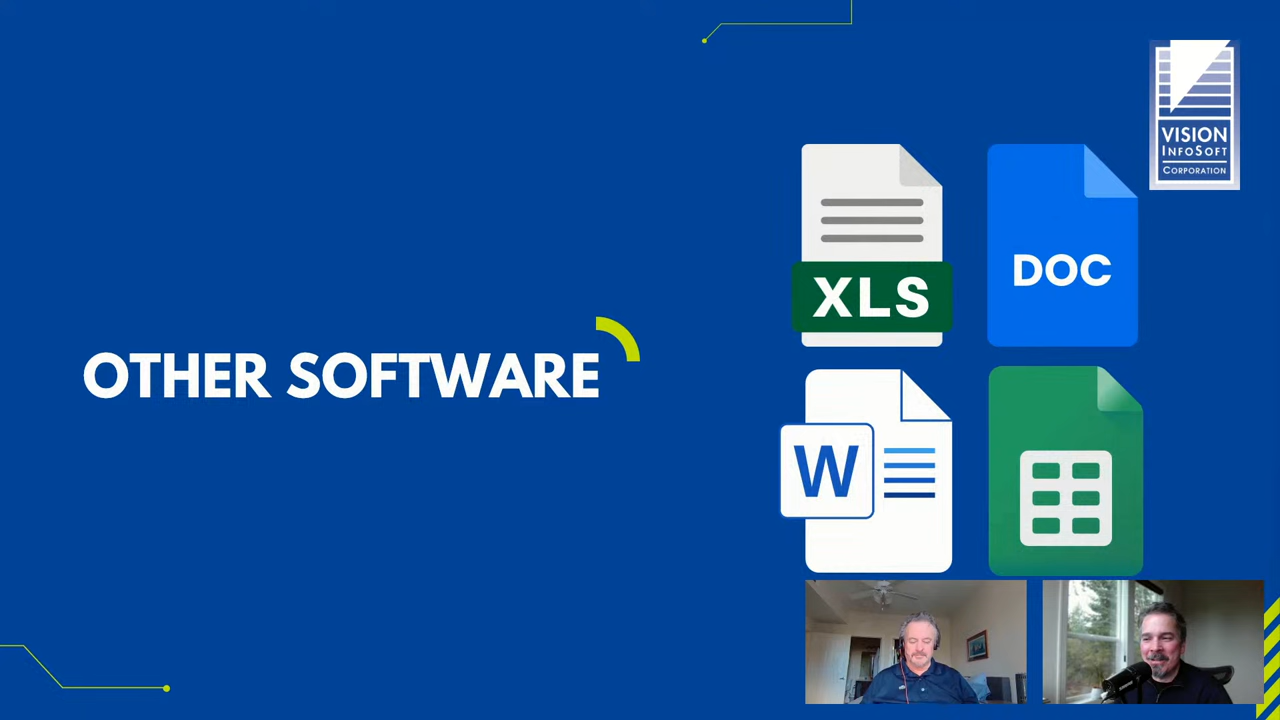 VISION
INFOSOFT
CORPORATION
XLS
DOC
OTHER SOFTWARE
W